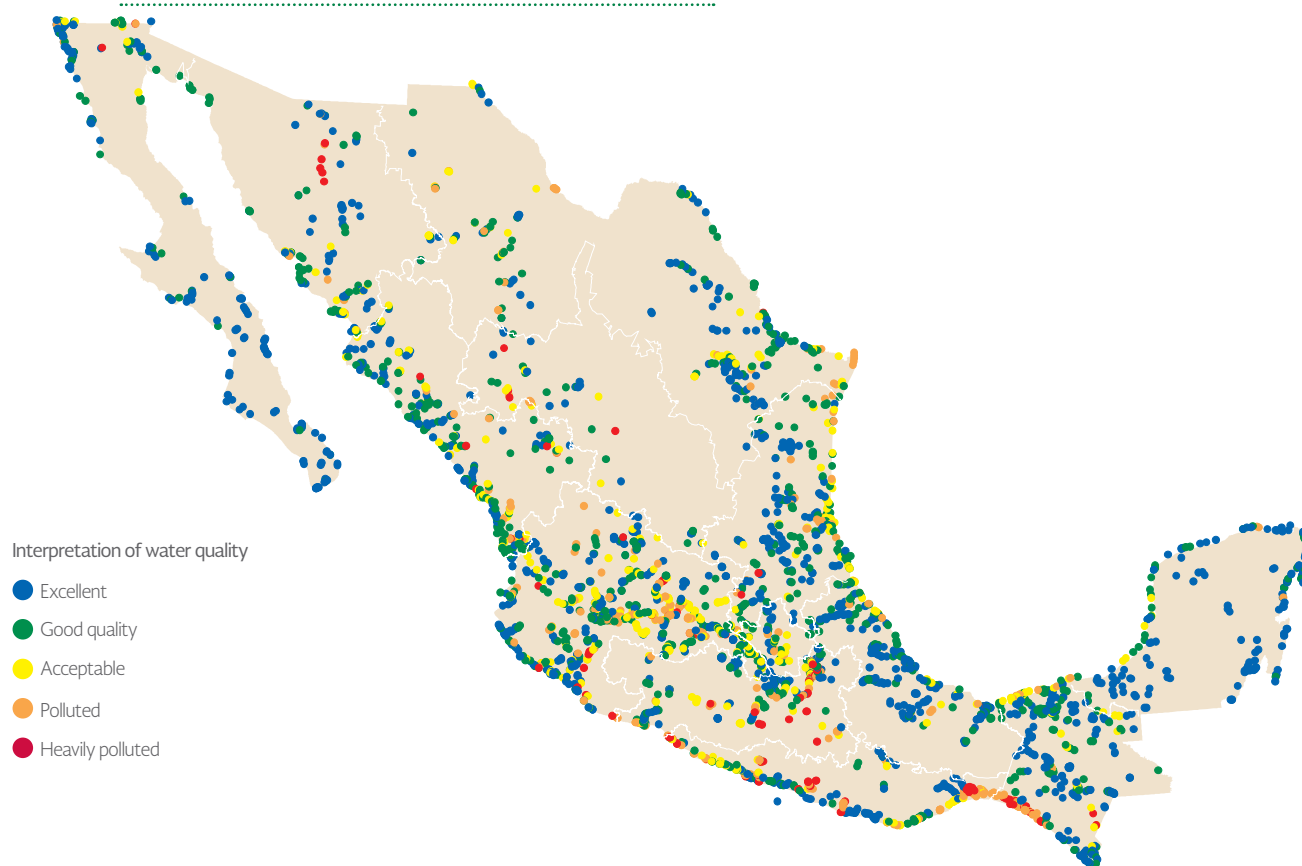 Interpretation of water quality
Excellent
Good quality
Acceptable
Polluted
Heavily polluted